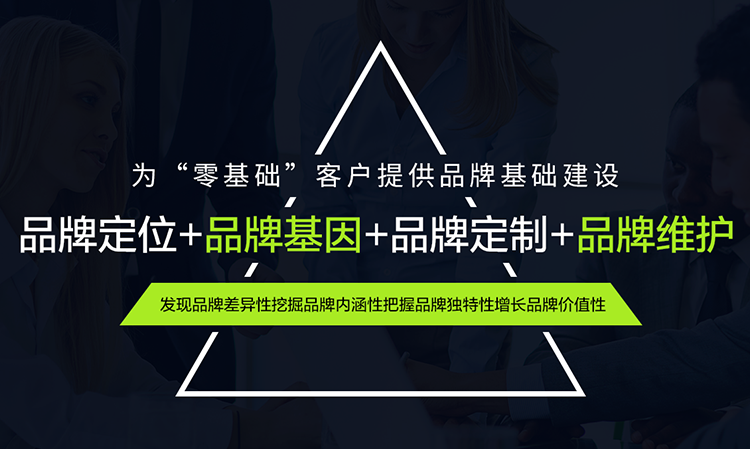 为“零基础”客户提供品牌基础建设
品牌定位+品牌基因+品牌定制+品牌维护
发现品牌差异性挖掘品牌内涵性把握品牌独特性增长品牌价值性